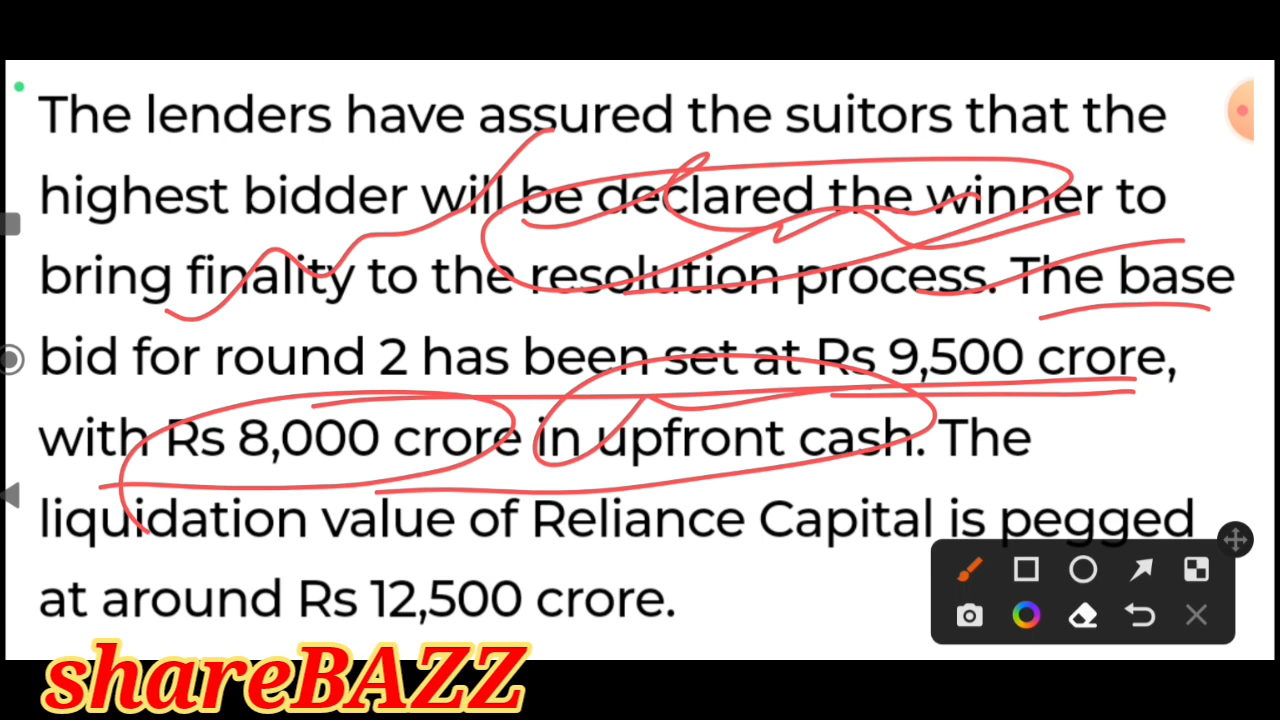 The lenders have assured the suitors that the
highest bidder will be declared the winner to
bring finality to the resolution process. The base
bid for round 2 has been set at Rs 9,500 crore,
with Rs 8,000 crore in upfront cash. The
liquidation value of Reliance Capital is pegged
at around Rs 12,500 crore.
shareBAZZ